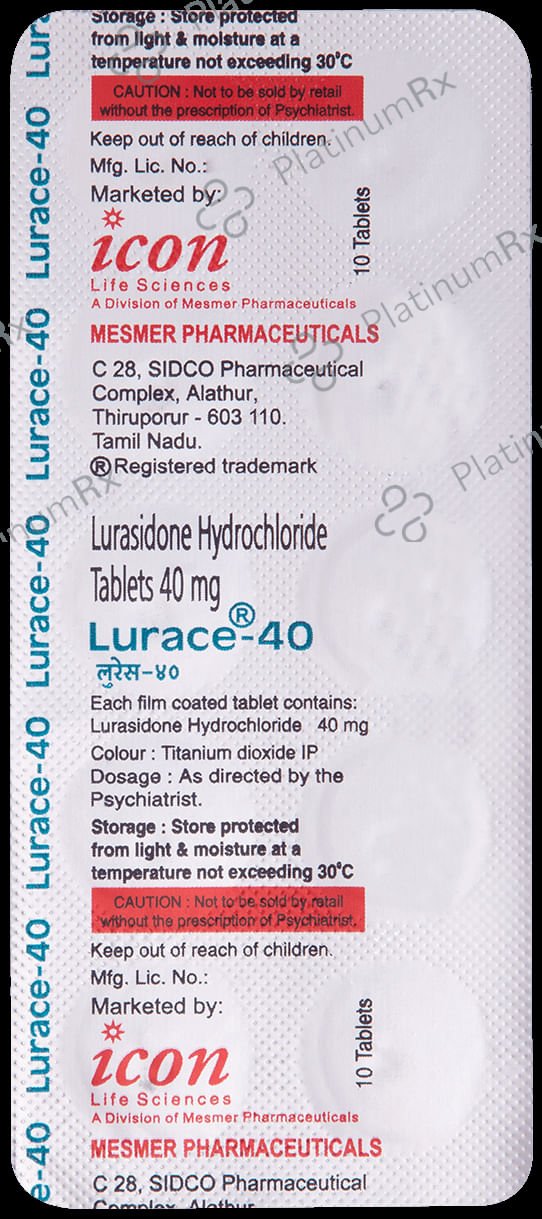 Storage : Store protected
from light & moisture at a
temperature not exceeding 30°C
CAUTION : Not to be sold by retail
without the prescription of Psychiatrist.
Keep out of reach of children.
Mfg. Lic. No.:
Marketed by:
icon
Life Sciences
A Division of Mesmer Pharmaceuticals
10 Tablets
MESMER PHARMACEUTICALS
C 28, SIDCO Pharmaceutical
Complex, Alathur,
Thiruporur - 603 110.
Tamil Nadu.
®Registered trademark
Lurasidone Hydrochloride
Tablets 40 mg
Lurace®-40
लुरेस-४०
Each film coated tablet contains:
Lurasidone Hydrochloride 40 mg
Colour : Titanium dioxide IP
Dosage : As directed by the
Psychiatrist.
Storage : Store protected
from light & moisture at a
temperature not exceeding 30°C
CAUTION : Not to be sold by retail
without the prescription of Psychiatrist.
Keep out of reach of children.
Mfg. Lic. No.:
Marketed by:
icon
Life Sciences
A Division of Mesmer Pharmaceuticals
10 Tablets
MESMER PHARMACEUTICALS
C 28, SIDCO Pharmaceutical
Complex, Alathur
e-40 Lurace-40 Lurace-40 Lurace-40 Lurace-40 Lurace-40 Lura
PlatinumRx
PlatinumRx
PlatinumRx
Platin
inumRx
Rx